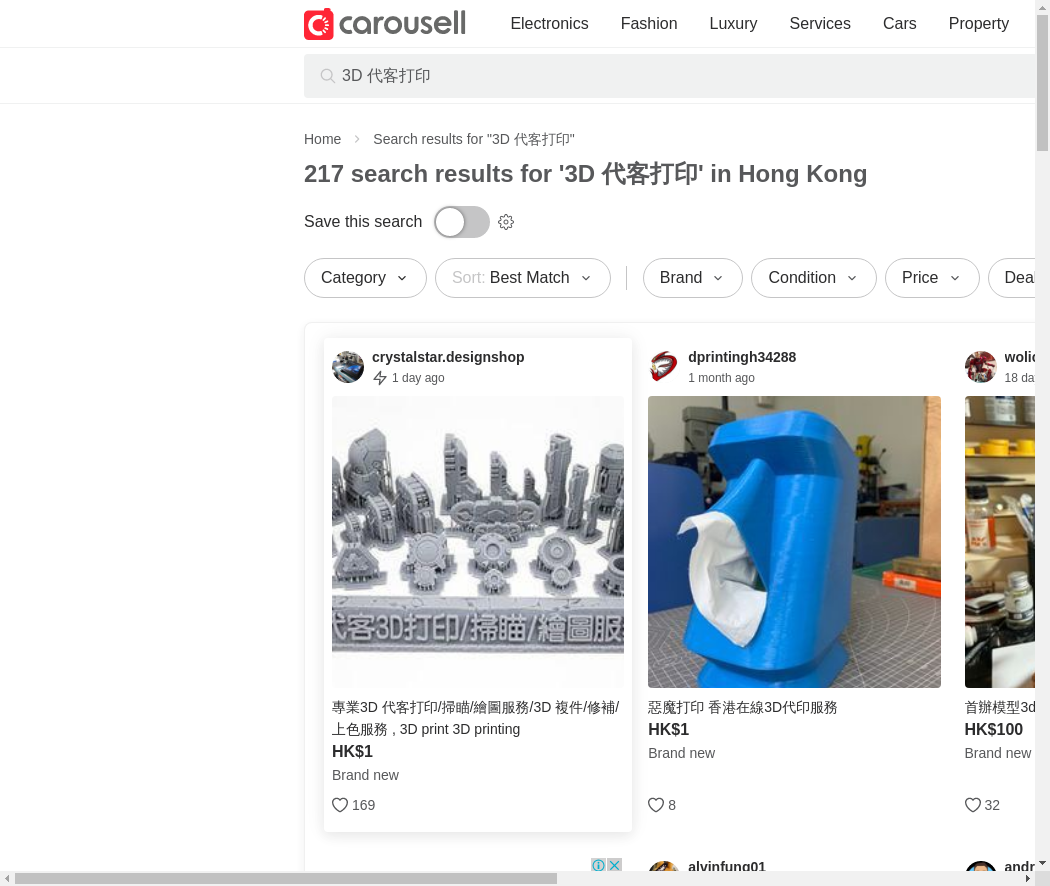 carousell
Electronics Fashion Luxury Services Cars Property
3D 代客打印
Home Search results for "3D 代客打印"
217 search results for '3D 代客打印' in Hong Kong
Save this search
Category Sort: Best Match Brand Condition Price Deal
crystalstar.designshop
1 day ago
代客3D打印/掃瞄/繪圖服
專業3D 代客打印/掃瞄/繪圖服務/3D 複件/修補/
上色服務 , 3D print 3D printing
HK$1
Brand new
169
dprintingh34288
1 month ago
惡魔打印 香港在線3D代印服務
HK$1
Brand new
8
18 da
首辦模型3d
HK$100
Brand new
32
alvinfung01
andr